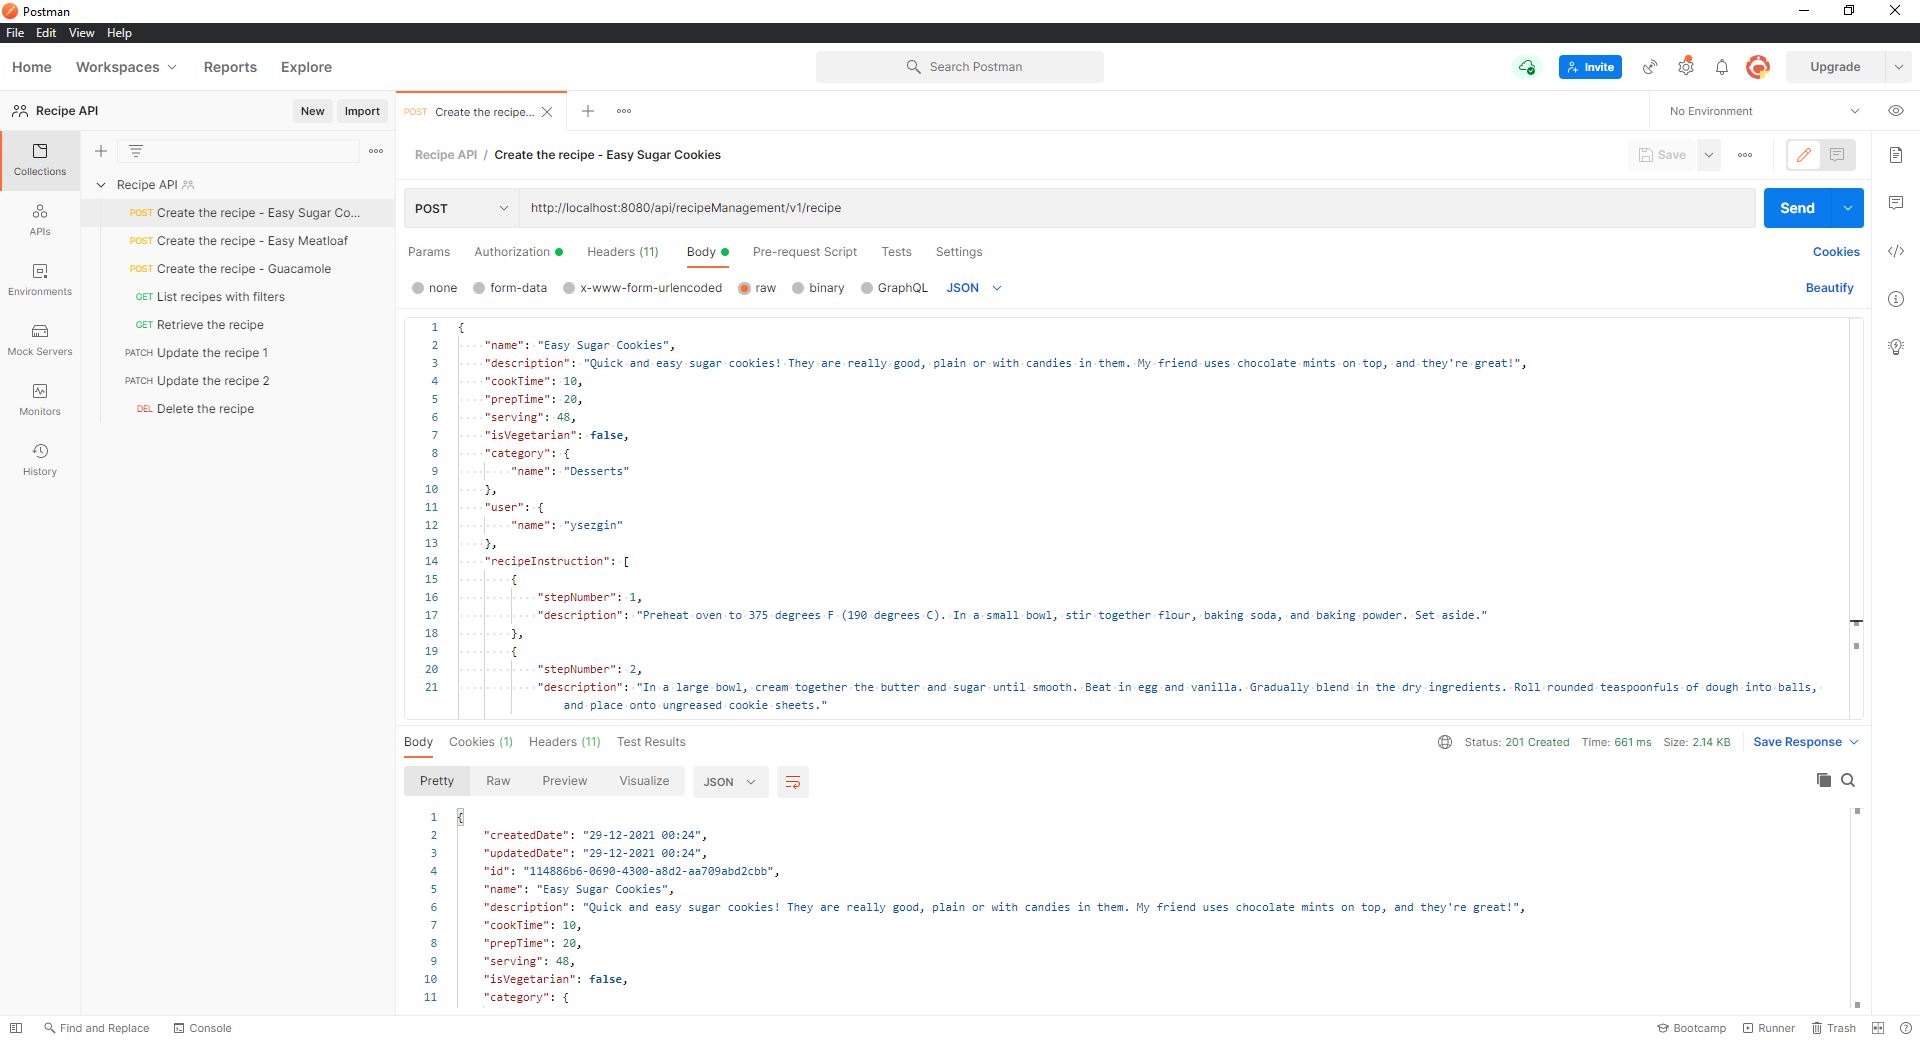 Postman
File Edit View Help
Home Workspaces Reports Explore Search Postman Invite Upgrade
Recipe API New Import POST Create the recipe... No Environment
Collections
APIs
Environments
Mock Servers
Monitors
History
Recipe API
POST Create the recipe - Easy Sugar Co...
POST Create the recipe - Easy Meatloaf
POST Create the recipe - Guacamole
GET List recipes with filters
GET Retrieve the recipe
PATCH Update the recipe 1
PATCH Update the recipe 2
DEL Delete the recipe
Recipe API / Create the recipe - Easy Sugar Cookies Save
POST http://localhost:8080/api/recipeManagement/v1/recipe Send
Params Authorization Headers (11) Body Pre-request Script Tests Settings Cookies
none form-data x-www-form-urlencoded raw binary GraphQL JSON Beautify
1 {
2 "name": "Easy Sugar Cookies",
3 "description": "Quick and easy sugar cookies! They are really good, plain or with candies in them. My friend uses chocolate mints on top, and they're great!",
4 "cookTime": 10,
5 "prepTime": 20,
6 "serving": 48,
7 "isVegetarian": false,
8 "category": {
9 "name": "Desserts"
10 },
11 "user": {
12 "name": "ysezgin"
13 },
14 "recipeInstruction": [
15 {
16 "stepNumber": 1,
17 "description": "Preheat oven to 375 degrees F (190 degrees C). In a small bowl, stir together flour, baking soda, and baking powder. Set aside."
18 },
19 {
20 "stepNumber": 2,
21 "description": "In a large bowl, cream together the butter and sugar until smooth. Beat in egg and vanilla. Gradually blend in the dry ingredients. Roll rounded teaspoonfuls of dough into balls,
and place onto ungreased cookie sheets."
Body Cookies (1) Headers (11) Test Results Status: 201 Created Time: 661 ms Size: 2.14 KB Save Response
Pretty Raw Preview Visualize JSON
1 {
2 "createdDate": "29-12-2021 00:24",
3 "updatedDate": "29-12-2021 00:24",
4 "id": "114886b6-0690-4300-a8d2-aa709abd2cbb",
5 "name": "Easy Sugar Cookies",
6 "description": "Quick and easy sugar cookies! They are really good, plain or with candies in them. My friend uses chocolate mints on top, and they're great!",
7 "cookTime": 10,
8 "prepTime": 20,
9 "serving": 48,
10 "isVegetarian": false,
11 "category": {
Find and Replace Console Bootcamp Runner Trash